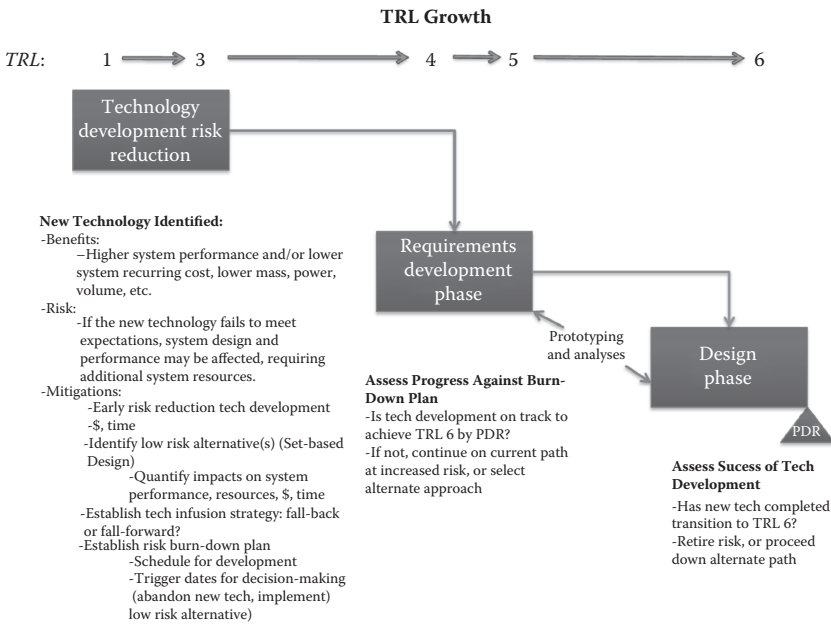 TRL Growth
TRL: 1 3 4 5 6
Technology
development risk
reduction
New Technology Identified:
-Benefits:
–Higher system performance and/or lower
system recurring cost, lower mass, power,
volume, etc.
-Risk:
-If the new technology fails to meet
expectations, system design and
performance may be affected, requiring
additional system resources.
-Mitigations:
-Early risk reduction tech development
-$, time
-Identify low risk alternative(s) (Set-based
Design)
-Quantify impacts on system
performance, resources, $, time
-Establish tech infusion strategy: fall-back
or fall-forward?
-Establish risk burn-down plan
-Schedule for development
-Trigger dates for decision-making
(abandon new tech, implement)
low risk alternative)
Requirements
development
phase
Prototyping
and analyses
Assess Progress Against Burn-
Down Plan
-Is tech development on track to
achieve TRL 6 by PDR?
-If not, continue on current path
at increased risk, or select
alternate approach
Design
phase
PDR
Assess Sucess of Tech
Development
-Has new tech completed
transition to TRL 6?
-Retire risk, or proceed
down alternate path